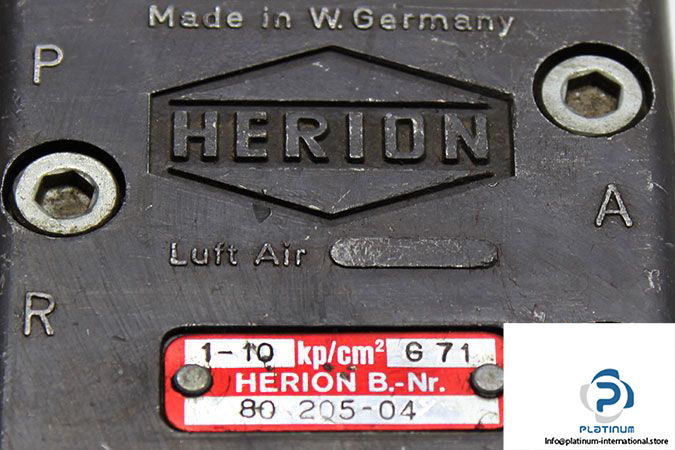 Made in W. Germany
P
HERION
A
Luft Air
R
1-10 kp/cm² G 71
HERION B.-Nr.
80 205-04
PLATINUM
Info@platinum-international.store